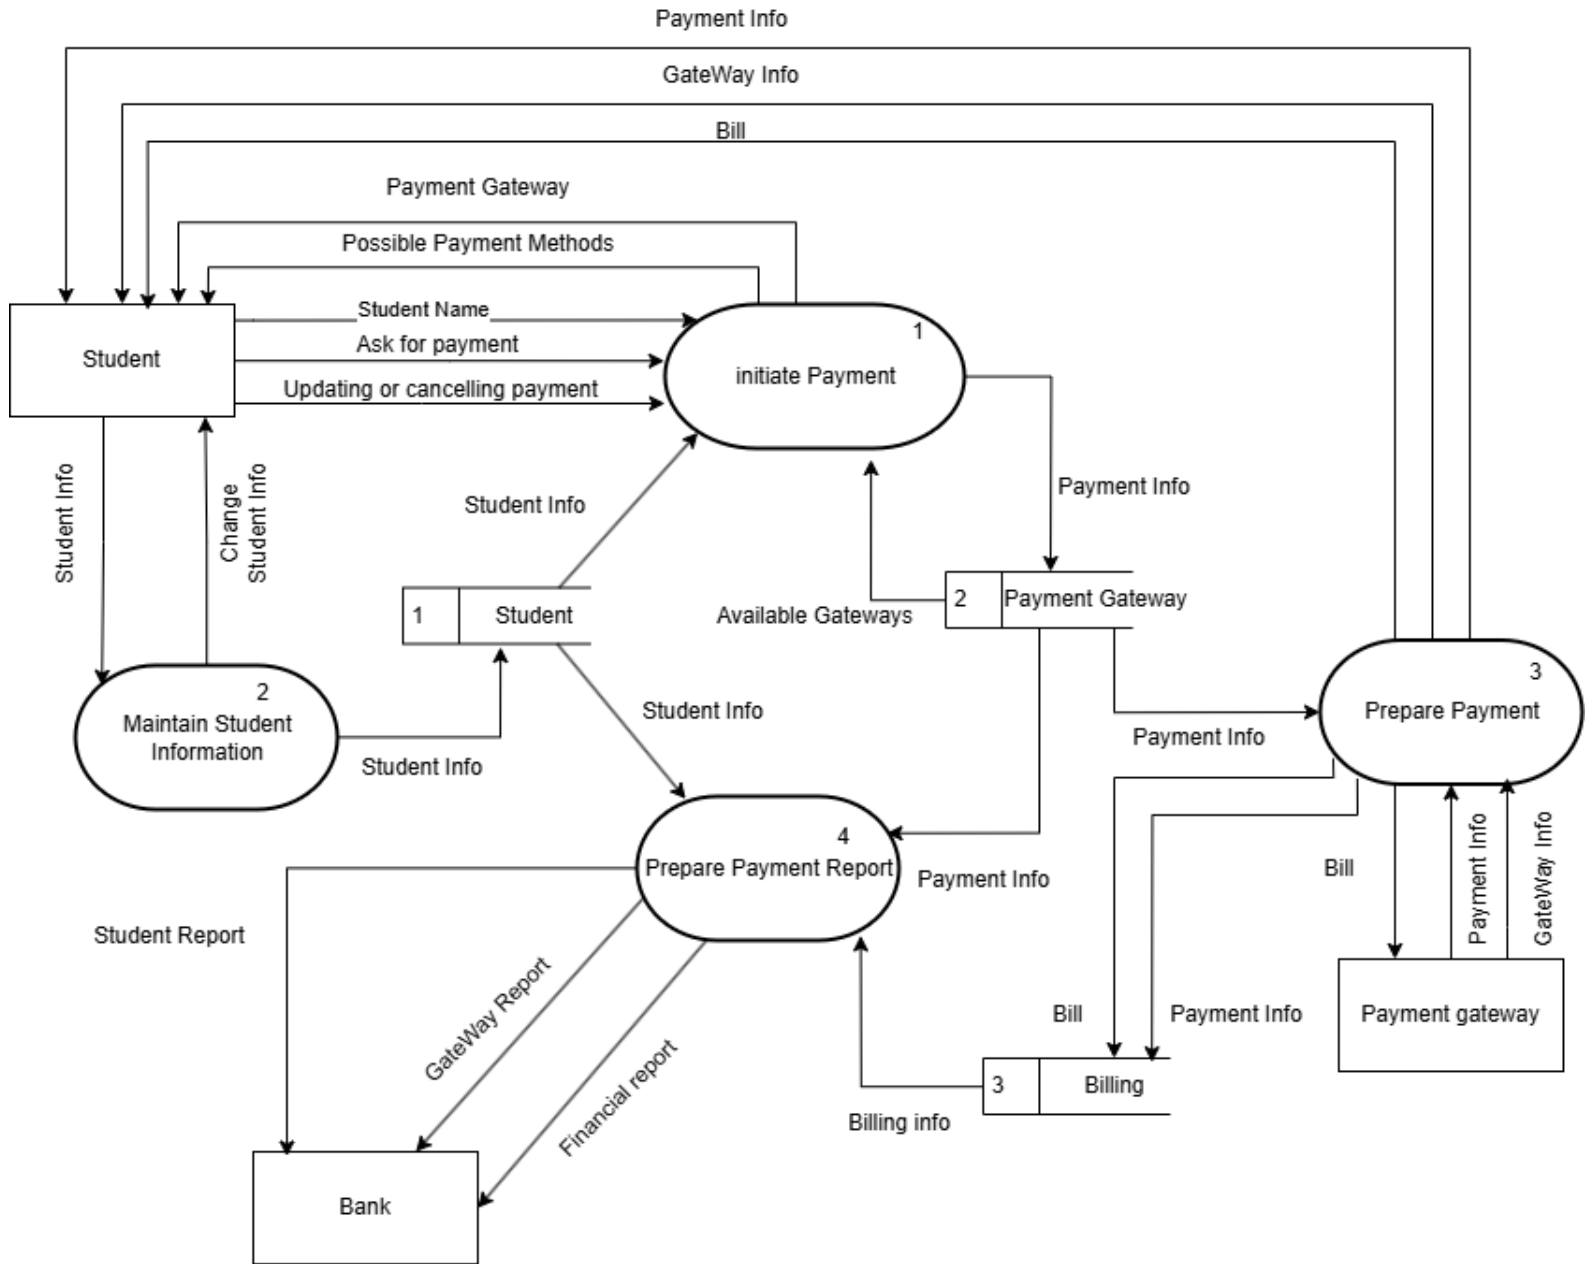 Payment Info
GateWay Info
Bill
Payment Gateway
Possible Payment Methods
Student Name
Ask for payment
Updating or cancelling payment
Student
1
initiate Payment
Student Info
Change
Student Info
Student Info
Payment Info
1
Student
Available Gateways
2
Payment Gateway
2
Maintain Student
Information
Student Info
Student Info
Payment Info
3
Prepare Payment
4
Prepare Payment Report
Payment Info
Bill
Payment Info
GateWay Info
Student Report
GateWay Report
Financial report
Bill
Payment Info
Payment gateway
3
Billing
Billing info
Bank